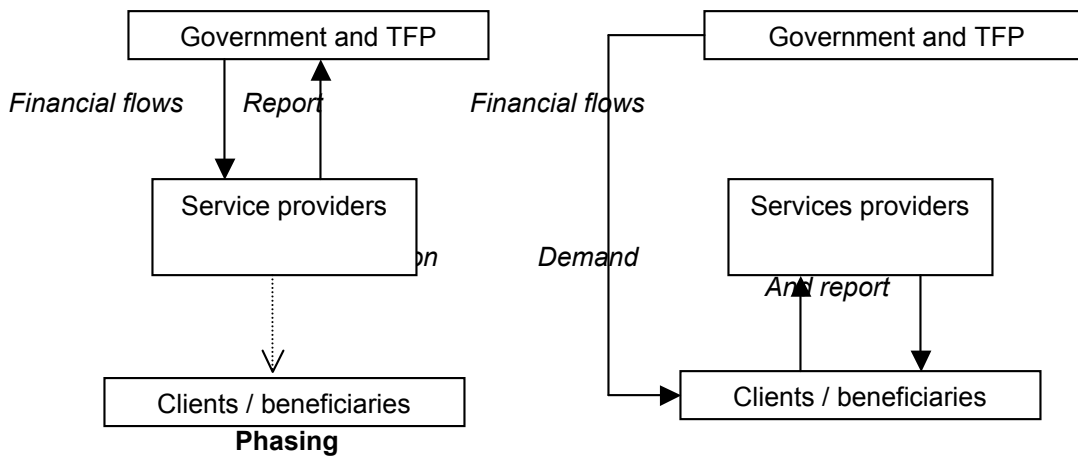 Government and TFP Government and TFP
Financial flows Report Financial flows
Service providers Services providers
Demand
And report
Clients / beneficiaries Clients / beneficiaries
Phasing